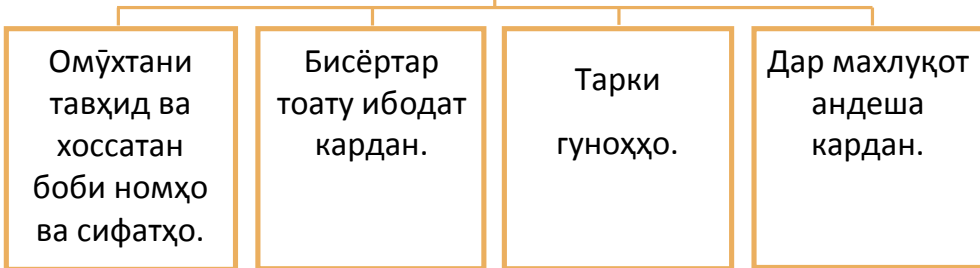 Омӯхтани
тавҳид ва
хоссатан
боби номҳо
ва сифатҳо.
Бисёртар
тоату ибодат
кардан.
Тарки
гуноҳҳо.
Дар махлуқот
андеша
кардан.